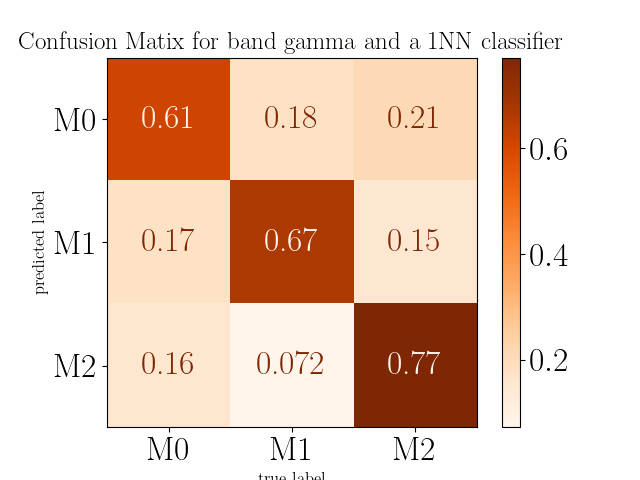 Confusion Matix for band gamma and a 1NN classifier
M0 0.61 0.18 0.21
M1 0.17 0.67 0.15
M2 0.16 0.072 0.77
M0 M1 M2
predicted label
true label
0.6
0.4
0.2